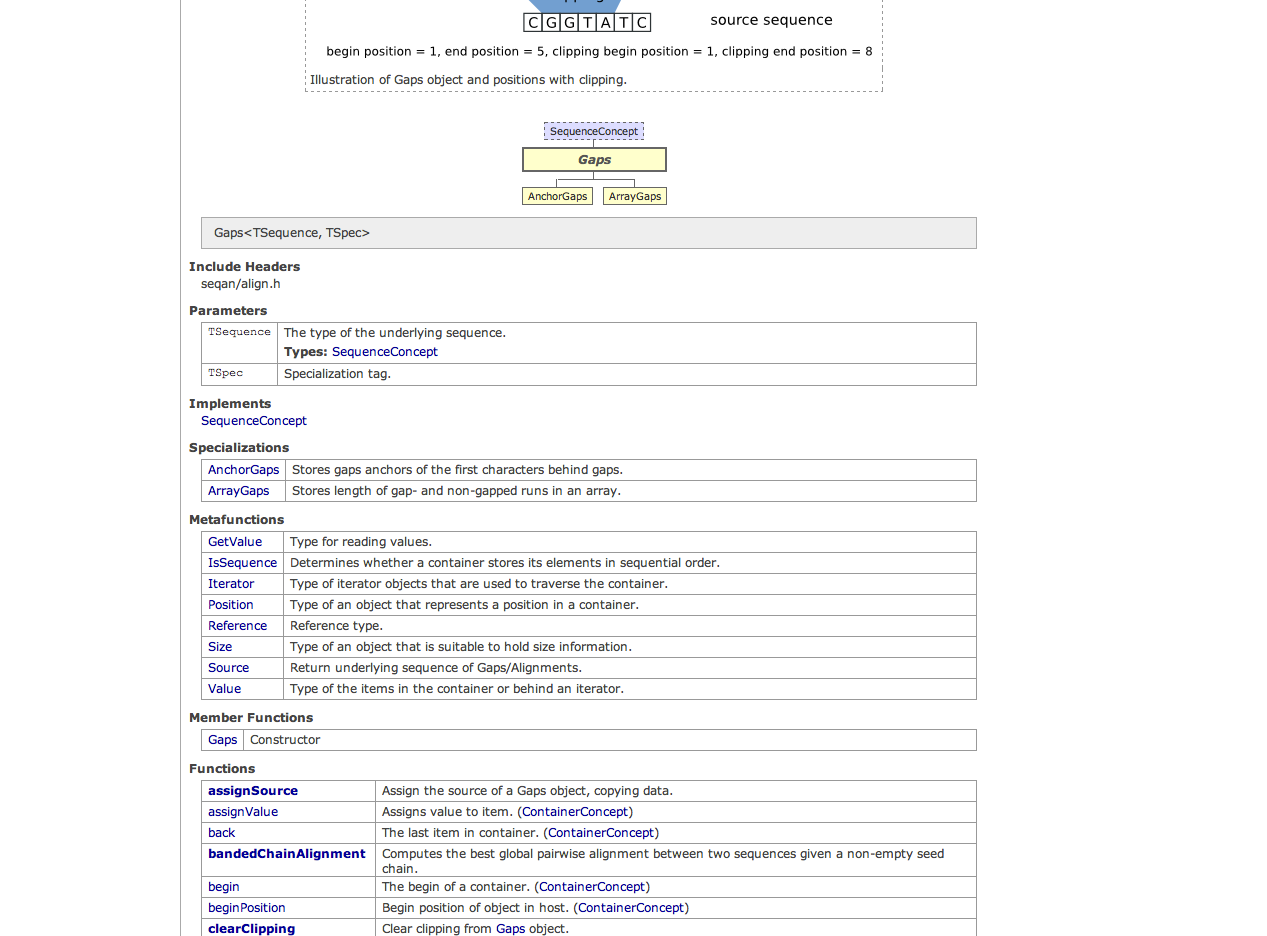 C G G T A T C source sequence
begin position = 1, end position = 5, clipping begin position = 1, clipping end position = 8
Illustration of Gaps object and positions with clipping.
SequenceConcept
Gaps
AnchorGaps ArrayGaps
Gaps<TSequence, TSpec>
Include Headers
seqan/align.h
Parameters
TSequence The type of the underlying sequence.
Types: SequenceConcept
TSpec Specialization tag.
Implements
SequenceConcept
Specializations
AnchorGaps Stores gaps anchors of the first characters behind gaps.
ArrayGaps Stores length of gap- and non-gapped runs in an array.
Metafunctions
GetValue Type for reading values.
IsSequence Determines whether a container stores its elements in sequential order.
Iterator Type of iterator objects that are used to traverse the container.
Position Type of an object that represents a position in a container.
Reference Reference type.
Size Type of an object that is suitable to hold size information.
Source Return underlying sequence of Gaps/Alignments.
Value Type of the items in the container or behind an iterator.
Member Functions
Gaps Constructor
Functions
assignSource Assign the source of a Gaps object, copying data.
assignValue Assigns value to item. (ContainerConcept)
back The last item in container. (ContainerConcept)
bandedChainAlignment Computes the best global pairwise alignment between two sequences given a non-empty seed
chain.
begin The begin of a container. (ContainerConcept)
beginPosition Begin position of object in host. (ContainerConcept)
clearClipping Clear clipping from Gaps object.